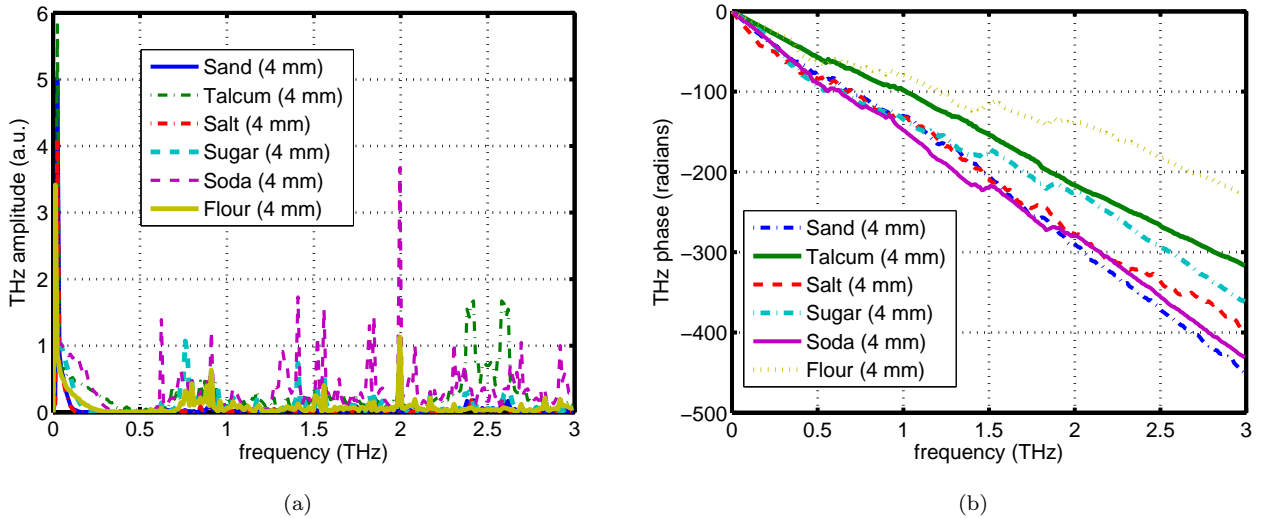 6
5
4
3
2
1
0
THz amplitude (a.u.)
Sand (4 mm)
Talcum (4 mm)
Salt (4 mm)
Sugar (4 mm)
Soda (4 mm)
Flour (4 mm)
0 0.5 1 1.5 2 2.5 3
frequency (THz)
(a)
0
−100
−200
−300
−400
−500
THz phase (radians)
Sand (4 mm)
Talcum (4 mm)
Salt (4 mm)
Sugar (4 mm)
Soda (4 mm)
Flour (4 mm)
0 0.5 1 1.5 2 2.5 3
frequency (THz)
(b)